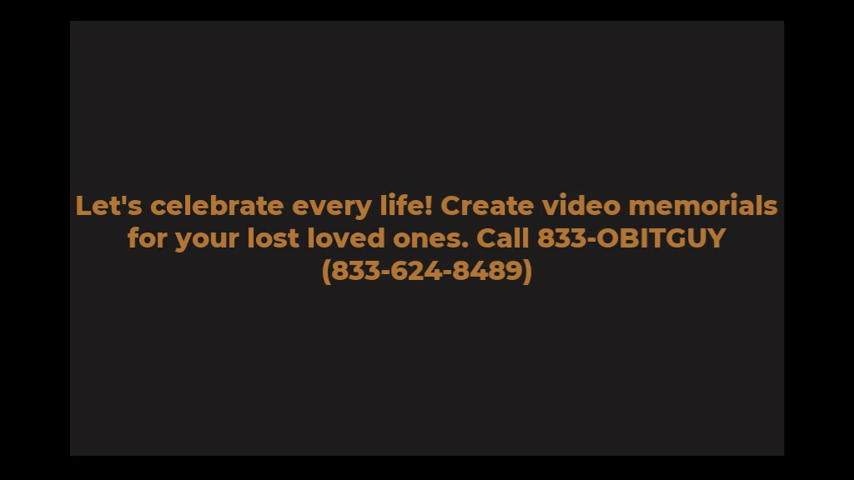 Let's celebrate every life! Create video memorials
for your lost loved ones. Call 833-OBITGUY
(833-624-8489)